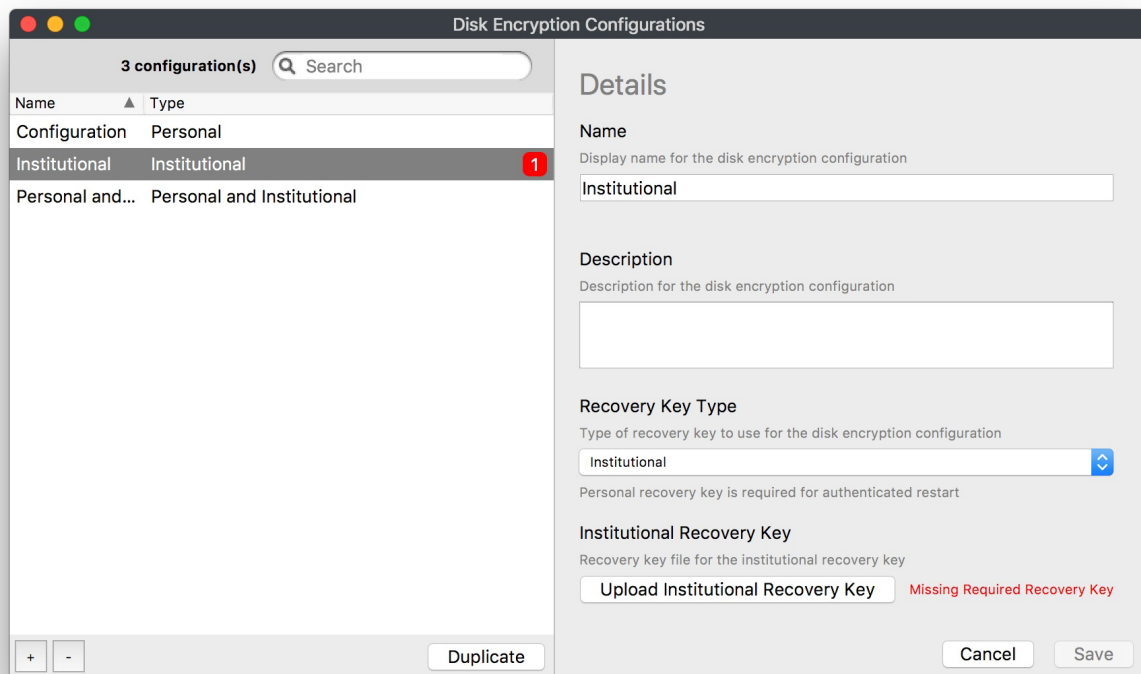 Disk Encryption Configurations
3 configuration(s) Search
Name Type
Configuration Personal
Institutional Institutional 1
Personal and... Personal and Institutional
+ - Duplicate
Details
Name
Display name for the disk encryption configuration
Institutional
Description
Description for the disk encryption configuration
Recovery Key Type
Type of recovery key to use for the disk encryption configuration
Institutional
Personal recovery key is required for authenticated restart
Institutional Recovery Key
Recovery key file for the institutional recovery key
Upload Institutional Recovery Key Missing Required Recovery Key
Cancel Save